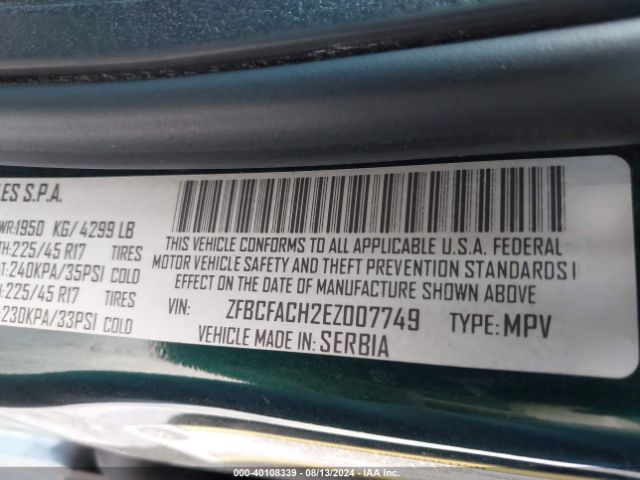 LES S.P.A.
WR:1950 KG/ 4299 LB
TH:225/45 R17 TIRES
T:240KPA/35PSI COLD
:225/45 R17 TIRES
:230KPA/33PSI COLD
THIS VEHICLE CONFORMS TO ALL APPLICABLE U.S.A. FEDERAL
MOTOR VEHICLE SAFETY AND THEFT PREVENTION STANDARDS I
EFFECT ON THE DATE OF MANUFACTURE SHOWN ABOVE
VIN: ZFBCFACH2EZ007749 TYPE: MPV
VEHICLE MADE IN: SERBIA
000-40108339 - 08/13/2024 - IAA Inc.